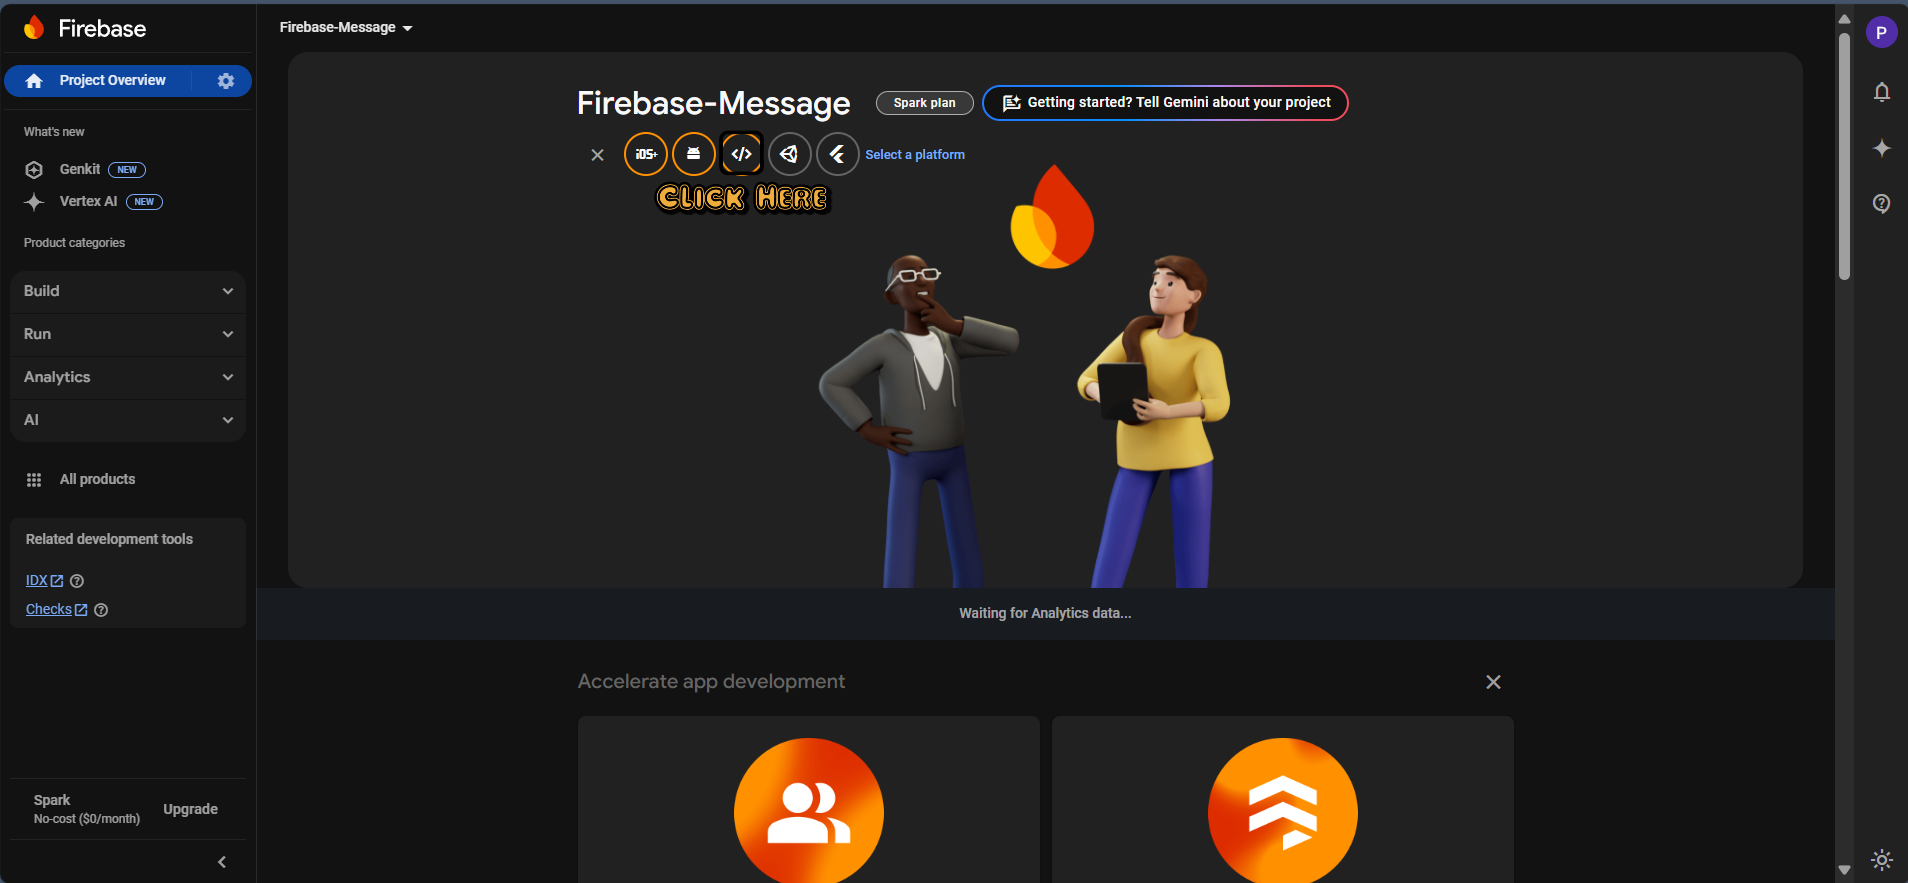 Firebase
Firebase-Message
P
Project Overview
What's new
Genkit NEW
Vertex AI NEW
Product categories
Build
Run
Analytics
AI
All products
Related development tools
IDX
Checks
Spark
No-cost ($0/month)
Upgrade
Firebase-Message
Spark plan
Getting started? Tell Gemini about your project
iOS+
</>
Select a platform
Click Here
Waiting for Analytics data...
Accelerate app development